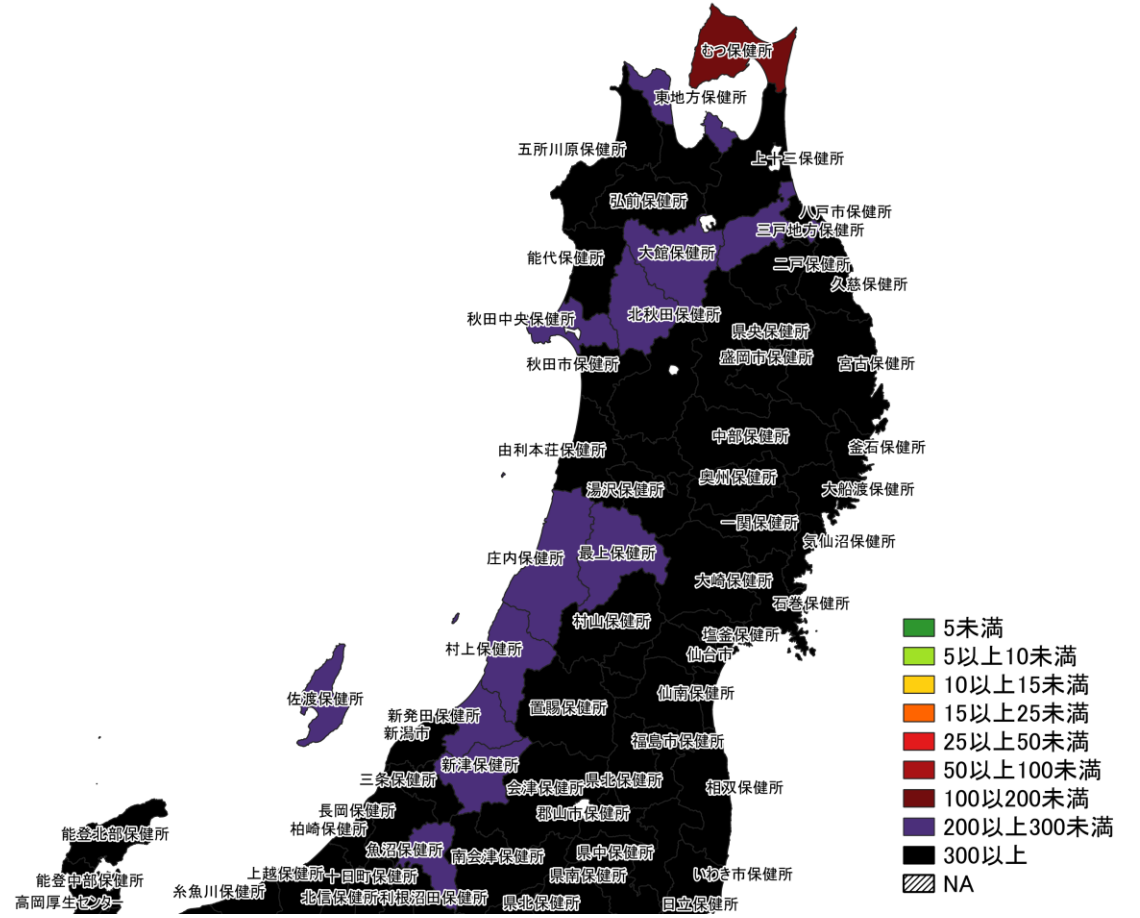 むつ保健所
東地方保健所
五所川原保健所
上十三保健所
弘前保健所
八戸市保健所
三戸地方保健所
大館保健所
能代保健所
二戸保健所
久慈保健所
秋田中央保健所
北秋田保健所
県央保健所
盛岡市保健所
秋田市保健所
宮古保健所
中部保健所
由利本荘保健所
釜石保健所
奥州保健所
湯沢保健所
大船渡保健所
一関保健所
気仙沼保健所
庄内保健所
最上保健所
大崎保健所
石巻保健所
村山保健所
塩釜保健所
村上保健所
仙台市
佐渡保健所
仙南保健所
置賜保健所
新発田保健所
新潟市
福島市保健所
新津保健所
三条保健所
会津保健所
県北保健所
相双保健所
長岡保健所
郡山市保健所
柏崎保健所
能登北部保健所
魚沼保健所
南会津保健所
県中保健所
上越保健所
十日町保健所
県南保健所
いわき市保健所
能登中部保健所
糸魚川保健所
北信保健所
利根沼田保健所
県北保健所
日立保健所
高岡厚生センター
5未満
5以上10未満
10以上15未満
15以上25未満
25以上50未満
50以上100未満
100以200未満
200以上300未満
300以上
NA